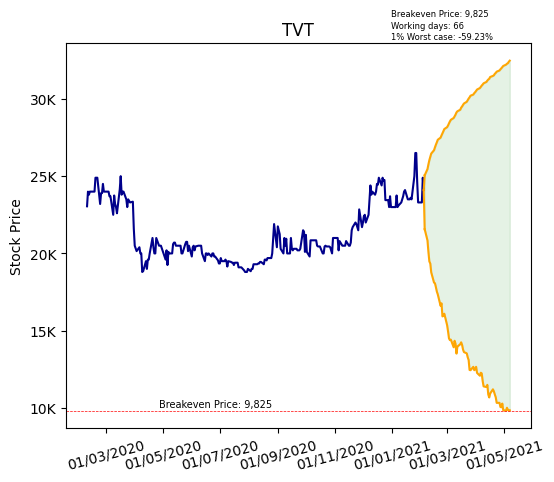 Breakeven Price: 9,825
Working days: 66
1% Worst case: -59.23%
TVT
Stock Price
30K
25K
20K
15K
10K
Breakeven Price: 9,825
01/03/2020
01/05/2020
01/07/2020
01/09/2020
01/11/2020
01/01/2021
01/03/2021
01/05/2021